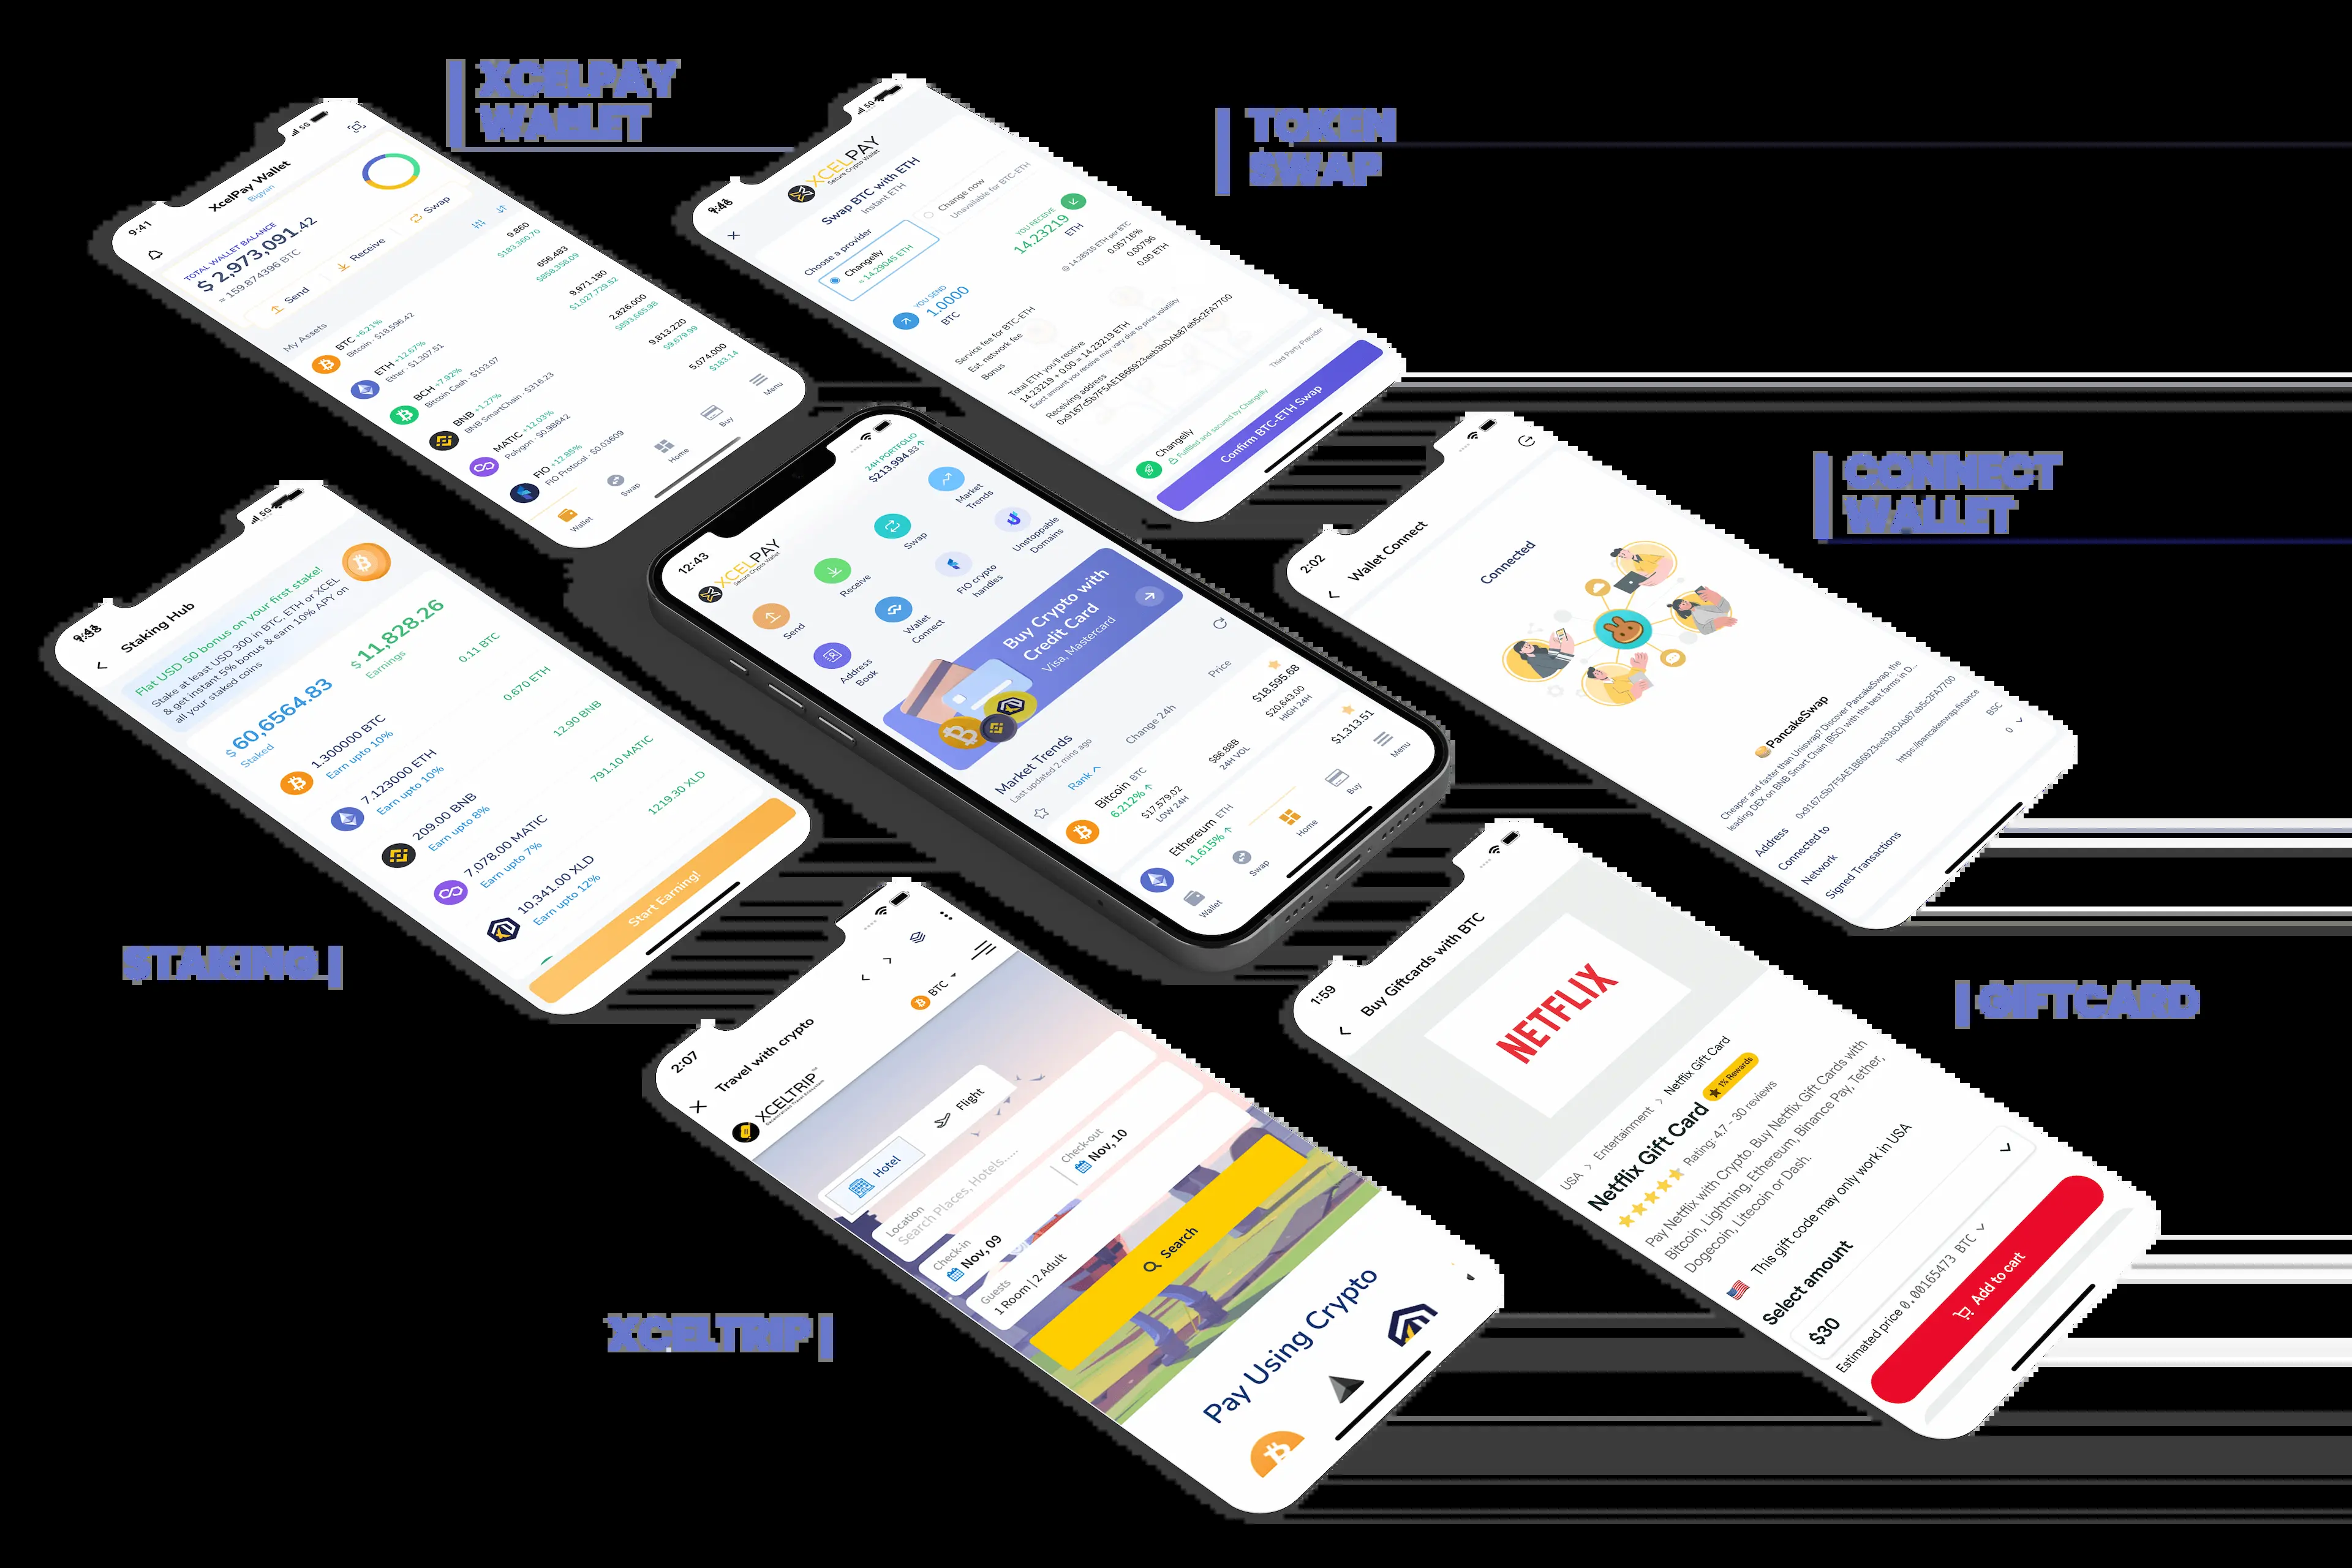 XCELPAY
WALLET
9:41
5G
XcelPay Wallet
Bigyan
TOTAL WALLET BALANCE
$ 2,973,091.42
≈ 159.874396 BTC
Send
Receive
Swap
My Assets
BTC +6.21%
Bitcoin · $18,596.42
9.860
$183,360.70
ETH +12.67%
Ether · $1,307.51
656.483
$858,358.09
BCH +7.92%
Bitcoin Cash · $103.07
9,971.180
$1,027,729.52
BNB +1.27%
BNB SmartChain · $316.23
2,826.000
$893,665.98
MATIC +12.03%
Polygon · $0.98642
9,813.220
$9,679.99
FIO +12.85%
FIO Protocol · $0.03609
5,074.000
$183.14
Wallet
Swap
Home
Buy
Menu
TOKEN
SWAP
5G
XCELPAY
Secure Crypto Wallet
Swap BTC with ETH
Instant ETH
Choose a provider
Changelly
≈ 14.29045 ETH
Change now
Unavailable for BTC-ETH
YOU SEND
1.0000
BTC
YOU RECEIVE
14.23219
ETH
@ 14.28935 ETH per BTC
Service fee for BTC-ETH
0.05716%
Est. network fee
0.00796
Bonus
0.00 ETH
Total ETH you'll receive
14.23219 + 0.00 = 14.23219 ETH
Exact amount you receive may vary due to price volatility
Receiving address
0x9167c5b7F5AE1B66923eeb3bDAb87eb5c2FA7700
Changelly
Fulfilled and secured by Changelly
Third Party Provider
Confirm BTC-ETH Swap
12:43
XCELPAY
Secure Crypto Wallet
24H PORTFOLIO
$213,994.83
Send
Receive
Swap
Market
Trends
Address
Book
Wallet
Connect
FIO crypto
handles
Unstoppable
Domains
Buy Crypto with
Credit Card
Visa, Mastercard
Market Trends
Last updated 2 mins ago
Rank
Change 24h
Price
Bitcoin BTC
6.212%
$17,579.02
LOW 24H
$86.88B
24H VOL
$18,595.68
$20,643.00
HIGH 24H
Ethereum ETH
11.615%
$1,313.51
Wallet
Swap
Home
Buy
Menu
CONNECT
WALLET
2:02
Wallet Connect
Connected
PancakeSwap
Cheaper and faster than Uniswap? Discover PancakeSwap, the
leading DEX on BNB Smart Chain (BSC) with the best farms in D...
Address
0x9167c5b7F5AE1B66923eeb3bDAb87eb5c2FA7700
Connected to
https://pancakeswap.finance
Network
BSC
Signed Transactions
0
5G
Staking Hub
Flat USD 50 bonus on your first stake!
Stake at least USD 300 in BTC, ETH or XCEL
& get instant 5% bonus & earn 10% APY on
all your staked coins
$ 60,6564.83
Staked
$ 11,828.26
Earnings
1.300000 BTC
Earn upto 10%
0.11 BTC
7.123000 ETH
Earn upto 10%
0.670 ETH
209.00 BNB
Earn upto 8%
12.90 BNB
7,078.00 MATIC
Earn upto 7%
791.10 MATIC
10,341.00 XLD
Earn upto 12%
1219.30 XLD
Start Earning!
STAKING
2:07
Travel with crypto
XCELTRIP
BTC
Hotel
Flight
Location
Search Places, Hotels.....
Check-in
Nov, 09
Check-out
Nov, 10
Guests
1 Room | 2 Adult
Search
Pay Using Crypto
XCELTRIP
GIFTCARD
1:59
Buy Giftcards with BTC
NETFLIX
USA > Entertainment > Netflix Gift Card
Netflix Gift Card
1% Rewards
Rating: 4.7 - 30 reviews
Pay Netflix with Crypto. Buy Netflix Gift Cards with
Bitcoin, Lightning, Ethereum, Binance Pay, Tether,
Dogecoin, Litecoin or Dash.
This gift code may only work in USA
Select amount
$30
Estimated price 0.00165473 BTC
Add to cart